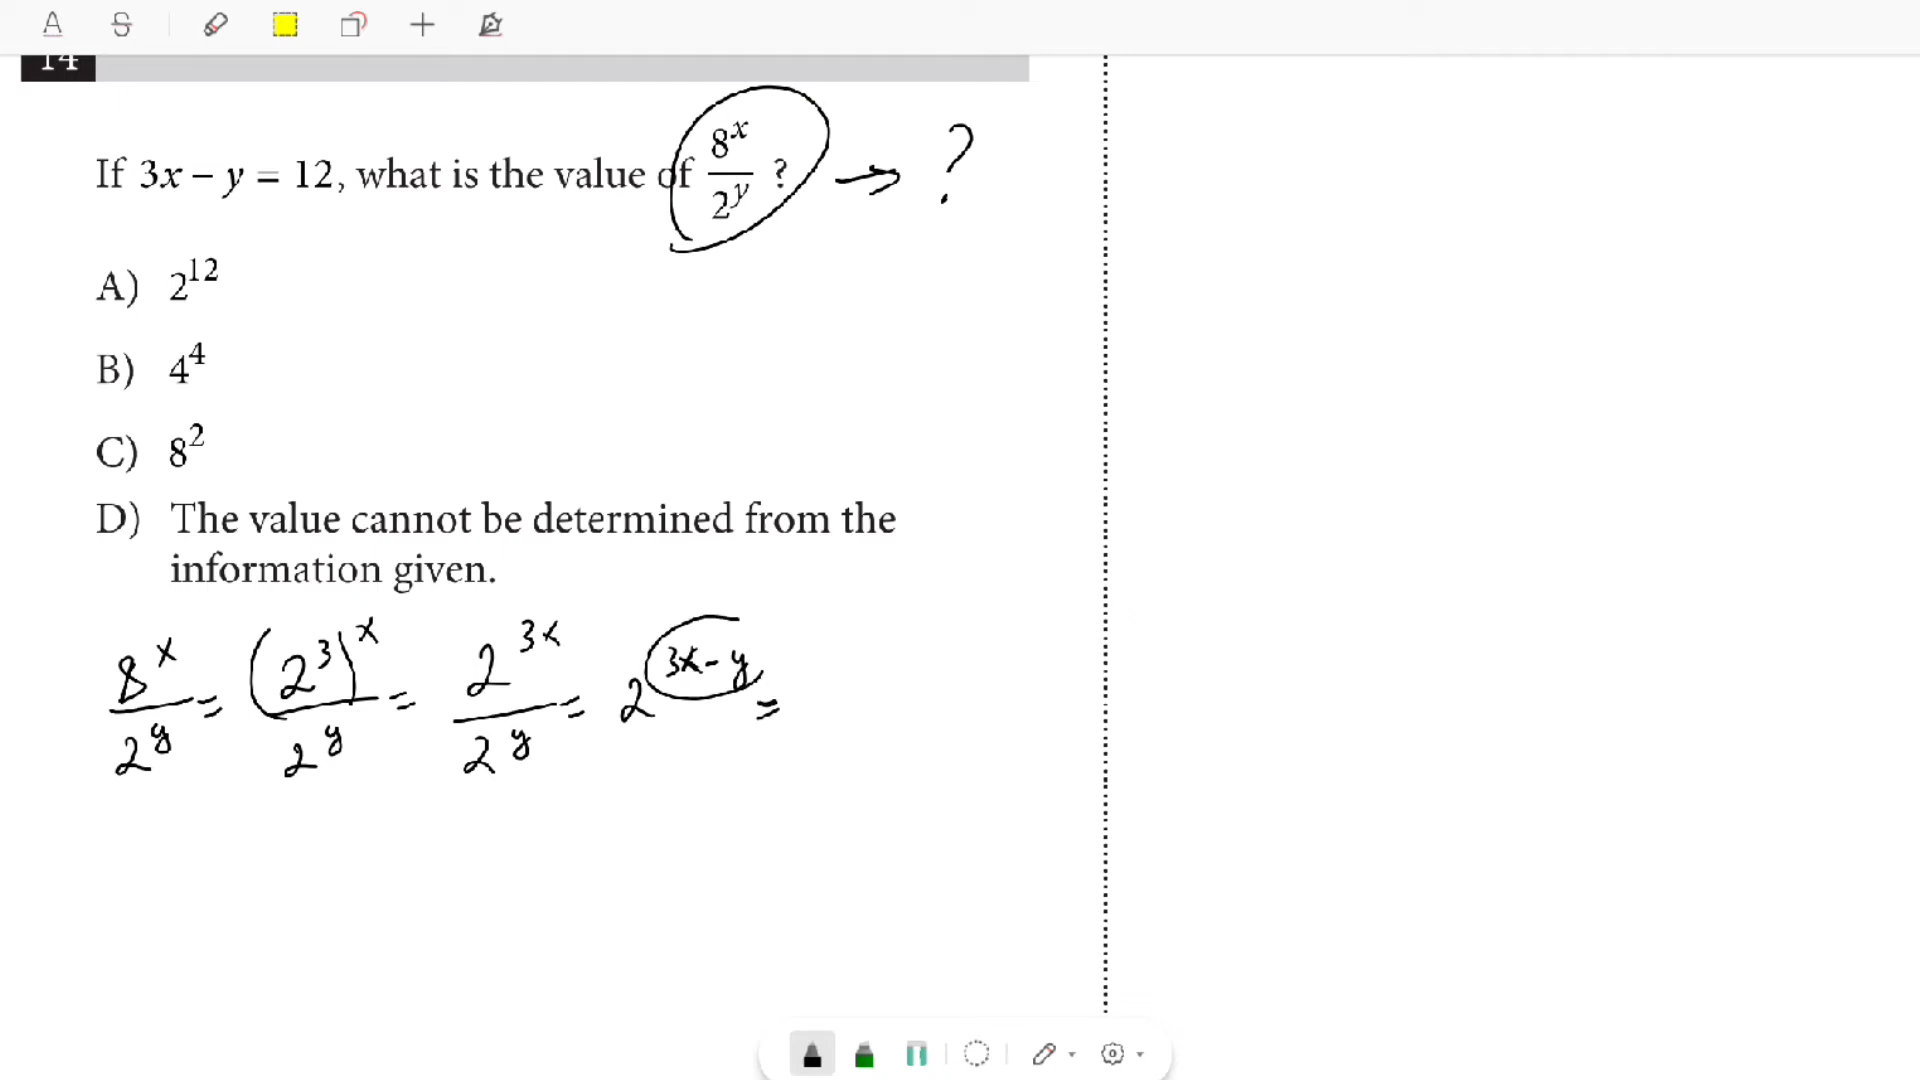 14
If 3x – y = 12, what is the value of 8^x / 2^y ? → ?
A) 2^12
B) 4^4
C) 8^2
D) The value cannot be determined from the
information given.
8^x / 2^y = (2^3)^x / 2^y = 2^3x / 2^y = 2^3x-y =